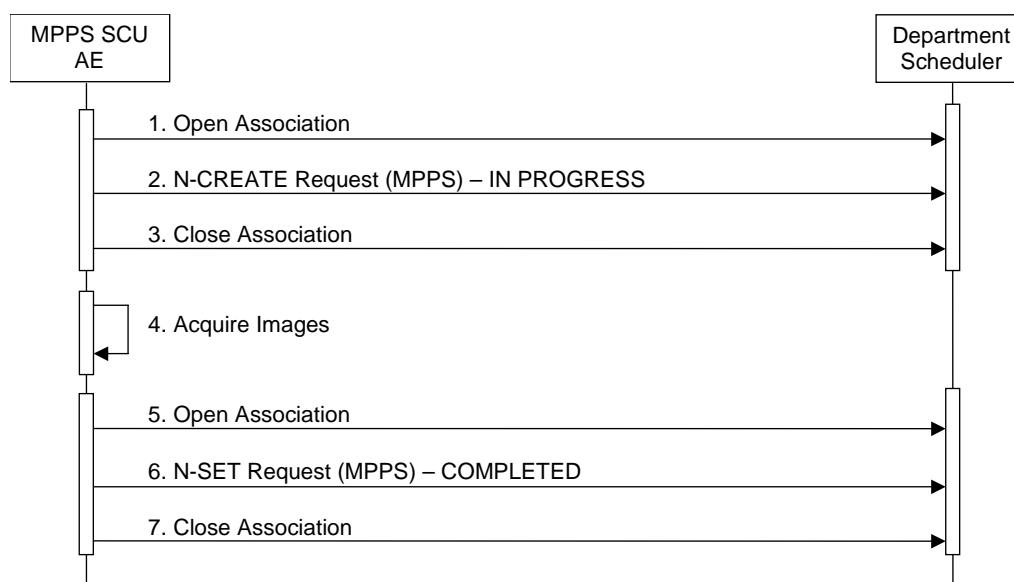 MPPS SCU
AE
Department
Scheduler
1. Open Association
2. N-CREATE Request (MPPS) – IN PROGRESS
3. Close Association
4. Acquire Images
5. Open Association
6. N-SET Request (MPPS) – COMPLETED
7. Close Association